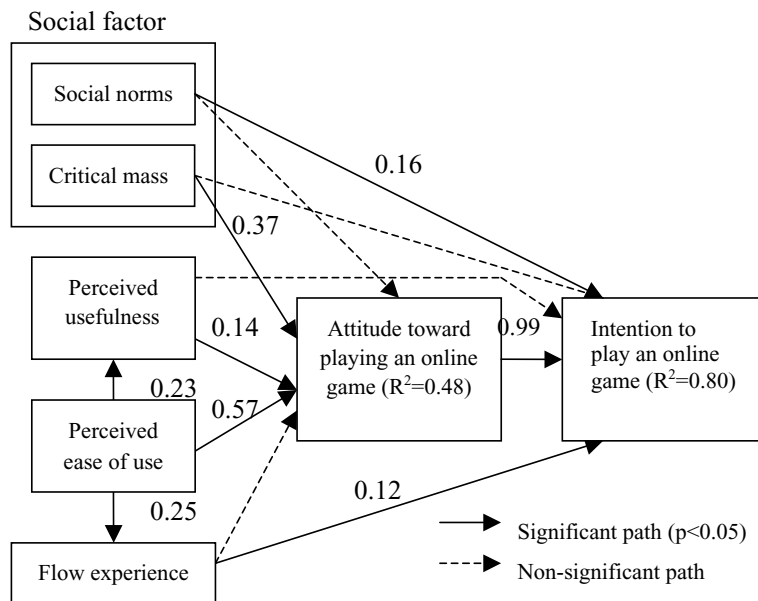 Social factor
Social norms
0.16
Critical mass
0.37
Perceived
usefulness
0.14
Attitude toward
playing an online
game (R²=0.48)
0.99
Intention to
play an online
game (R²=0.80)
0.23
0.57
Perceived
ease of use
0.25
0.12
Flow experience
Significant path (p<0.05)
Non-significant path